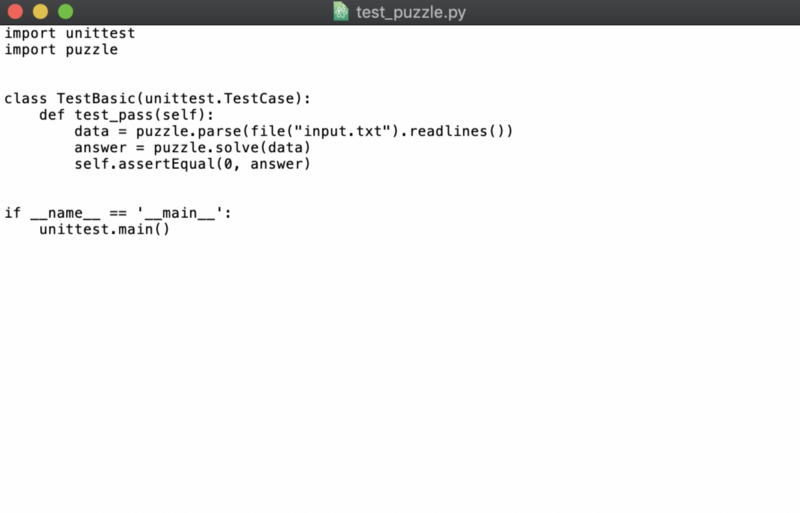 test_puzzle.py
import unittest
import puzzle
class TestBasic(unittest.TestCase):
    def test_pass(self):
        data = puzzle.parse(file("input.txt").readlines())
        answer = puzzle.solve(data)
        self.assertEqual(0, answer)
if __name__ == '__main__':
    unittest.main()